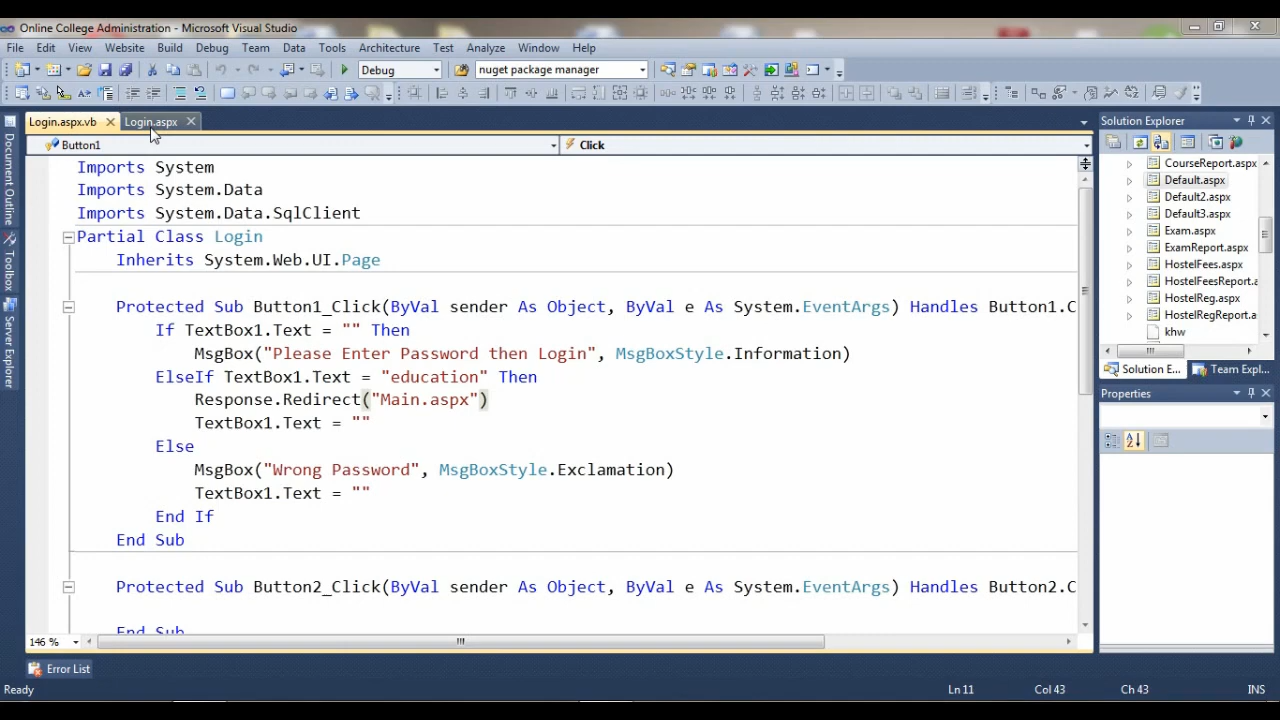 Online College Administration - Microsoft Visual Studio
File Edit View Website Build Debug Team Data Tools Architecture Test Analyze Window Help
Debug nuget package manager
Login.aspx.vb Login.aspx
Button1 Click
Imports System
Imports System.Data
Imports System.Data.SqlClient
Partial Class Login
Inherits System.Web.UI.Page
Protected Sub Button1_Click(ByVal sender As Object, ByVal e As System.EventArgs) Handles Button1.C
If TextBox1.Text = "" Then
MsgBox("Please Enter Password then Login", MsgBoxStyle.Information)
ElseIf TextBox1.Text = "education" Then
Response.Redirect("Main.aspx")
TextBox1.Text = ""
Else
MsgBox("Wrong Password", MsgBoxStyle.Exclamation)
TextBox1.Text = ""
End If
End Sub
Protected Sub Button2_Click(ByVal sender As Object, ByVal e As System.EventArgs) Handles Button2.C
End Sub
146 %
Error List
Ready Ln 11 Col 43 Ch 43 INS
Document Outline
Toolbox
Server Explorer
Solution Explorer
CourseReport.aspx
Default.aspx
Default2.aspx
Default3.aspx
Exam.aspx
ExamReport.aspx
HostelFees.aspx
HostelFeesReport.a
HostelReg.aspx
HostelRegReport.a
khw
Solution E... Team Expl...
Properties